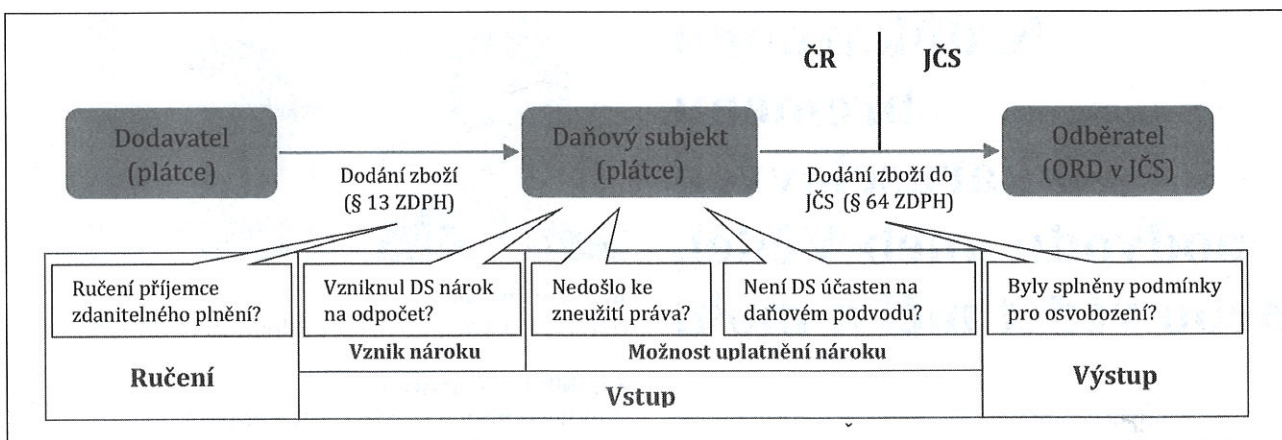 ČR
JČS
Dodavatel
(plátce)
Dodání zboží
(§ 13 ZDPH)
Daňový subjekt
(plátce)
Dodání zboží do
JČS (§ 64 ZDPH)
Odběratel
(ORD v JČS)
Ručení příjemce
zdanitelného plnění?
Vzniknul DS nárok
na odpočet?
Nedošlo ke
zneužití práva?
Není DS účasten na
daňovém podvodu?
Byly splněny podmínky
pro osvobození?
Ručení
Vznik nároku
Možnost uplatnění nároku
Vstup
Výstup